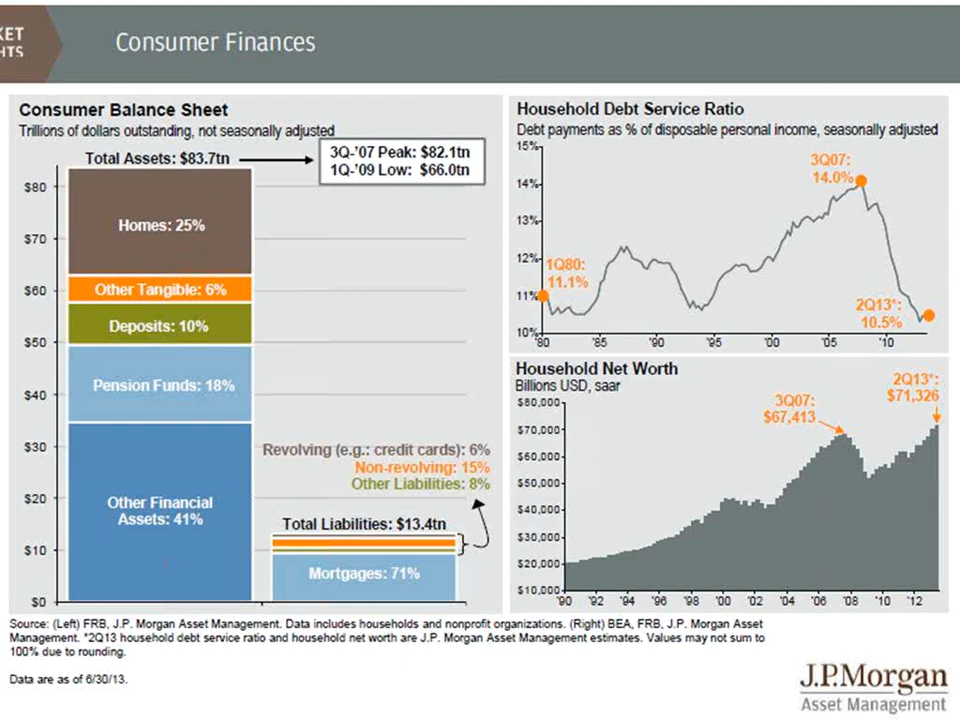 KET
HTS
Consumer Finances
Consumer Balance Sheet
Trillions of dollars outstanding, not seasonally adjusted
Total Assets: $83.7tn
3Q-'07 Peak: $82.1tn
1Q-'09 Low: $66.0tn
$80
$70
$60
$50
$40
$30
$20
$10
$0
Homes: 25%
Other Tangible: 6%
Deposits: 10%
Pension Funds: 18%
Other Financial
Assets: 41%
Revolving (e.g.: credit cards): 6%
Non-revolving: 15%
Other Liabilities: 8%
Total Liabilities: $13.4tn
Mortgages: 71%
Household Debt Service Ratio
Debt payments as % of disposable personal income, seasonally adjusted
15%
14%
13%
12%
11%
10%
3Q07:
14.0%
1Q80:
11.1%
2Q13*:
10.5%
'80 '85 '90 '95 '00 '05 '10
Household Net Worth
Billions USD, saar
$80,000
$70,000
$60,000
$50,000
$40,000
$30,000
$20,000
$10,000
3Q07:
$67,413
2Q13*:
$71,326
'90 '92 '94 '96 '98 '00 '02 '04 '06 '08 '10 '12
Source: (Left) FRB, J.P. Morgan Asset Management. Data includes households and nonprofit organizations. (Right) BEA, FRB, J.P. Morgan Asset
Management. *2Q13 household debt service ratio and household net worth are J.P. Morgan Asset Management estimates. Values may not sum to
100% due to rounding.
Data are as of 6/30/13.
J.P.Morgan
Asset Management